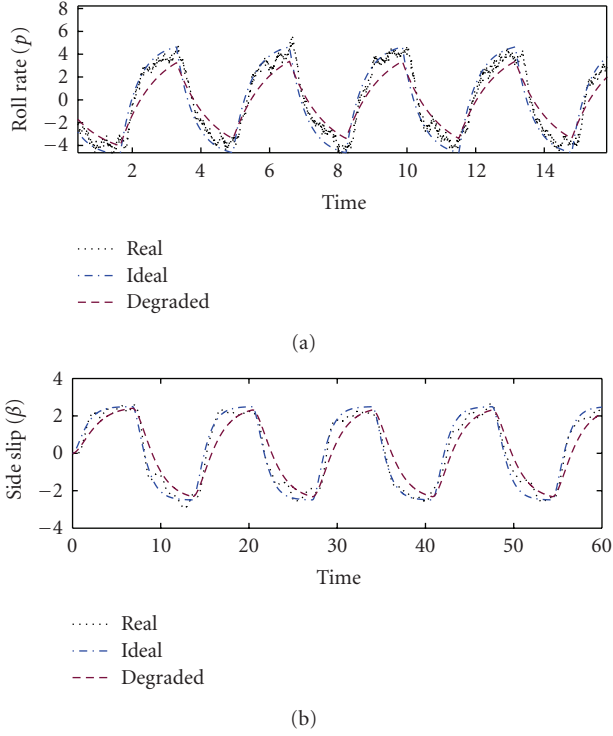 8
6
4
2
0
−2
−4
Roll rate (p)
2 4 6 8 10 12 14
Time
Real
Ideal
Degraded
(a)
4
2
0
−2
−4
Side slip (β)
0 10 20 30 40 50 60
Time
Real
Ideal
Degraded
(b)